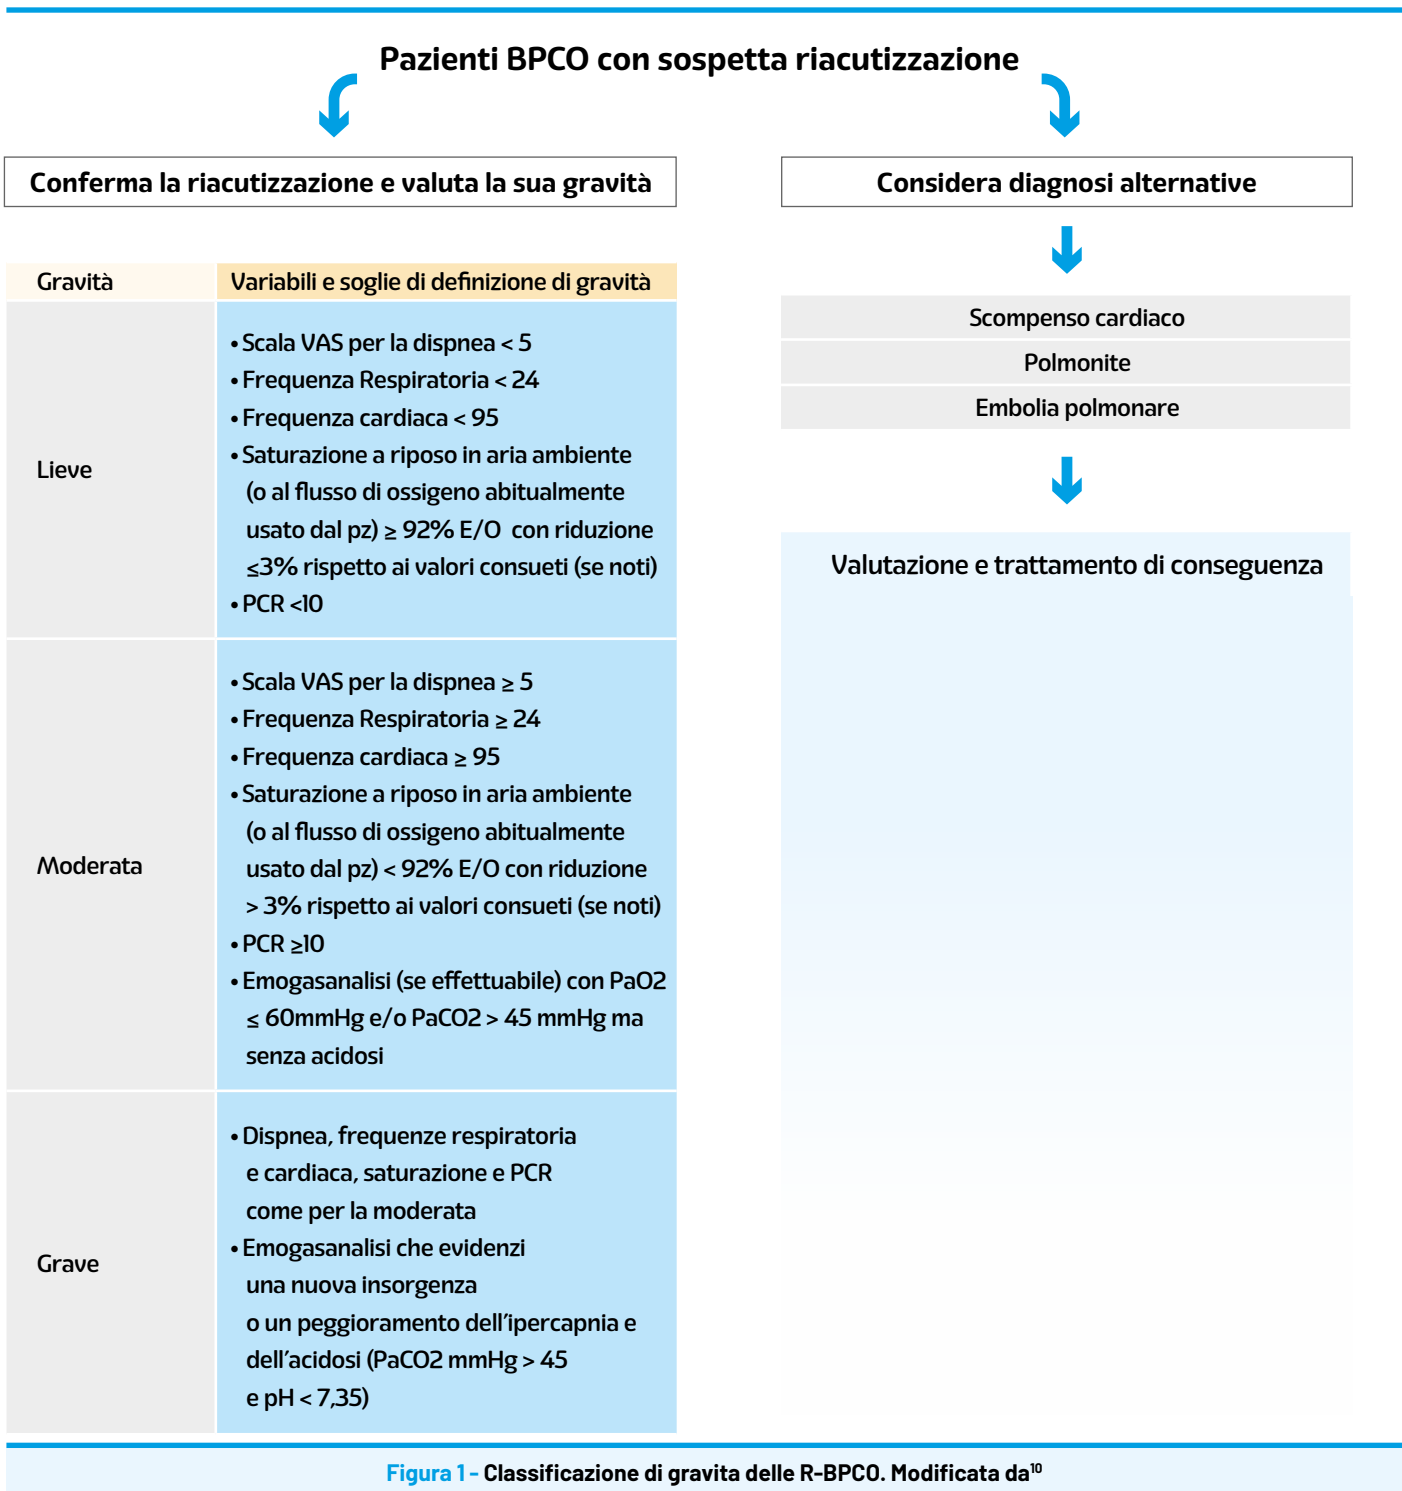 Pazienti BPCO con sospetta riacutizzazione
Conferma la riacutizzazione e valuta la sua gravità
Gravità
Variabili e soglie di definizione di gravità
Lieve
• Scala VAS per la dispnea < 5
• Frequenza Respiratoria < 24
• Frequenza cardiaca < 95
• Saturazione a riposo in aria ambiente
(o al flusso di ossigeno abitualmente
usato dal pz) ≥ 92% E/O con riduzione
≤3% rispetto ai valori consueti (se noti)
• PCR <10
Moderata
• Scala VAS per la dispnea ≥ 5
• Frequenza Respiratoria ≥ 24
• Frequenza cardiaca ≥ 95
• Saturazione a riposo in aria ambiente
(o al flusso di ossigeno abitualmente
usato dal pz) < 92% E/O con riduzione
> 3% rispetto ai valori consueti (se noti)
• PCR ≥10
• Emogasanalisi (se effettuabile) con PaO2
≤ 60mmHg e/o PaCO2 > 45 mmHg ma
senza acidosi
Grave
• Dispnea, frequenze respiratoria
e cardiaca, saturazione e PCR
come per la moderata
• Emogasanalisi che evidenzi
una nuova insorgenza
o un peggioramento dell'ipercapnia e
dell'acidosi (PaCO2 mmHg > 45
e pH < 7,35)
Considera diagnosi alternative
Scompenso cardiaco
Polmonite
Embolia polmonare
Valutazione e trattamento di conseguenza
Figura 1 - Classificazione di gravita delle R-BPCO. Modificata da¹⁰